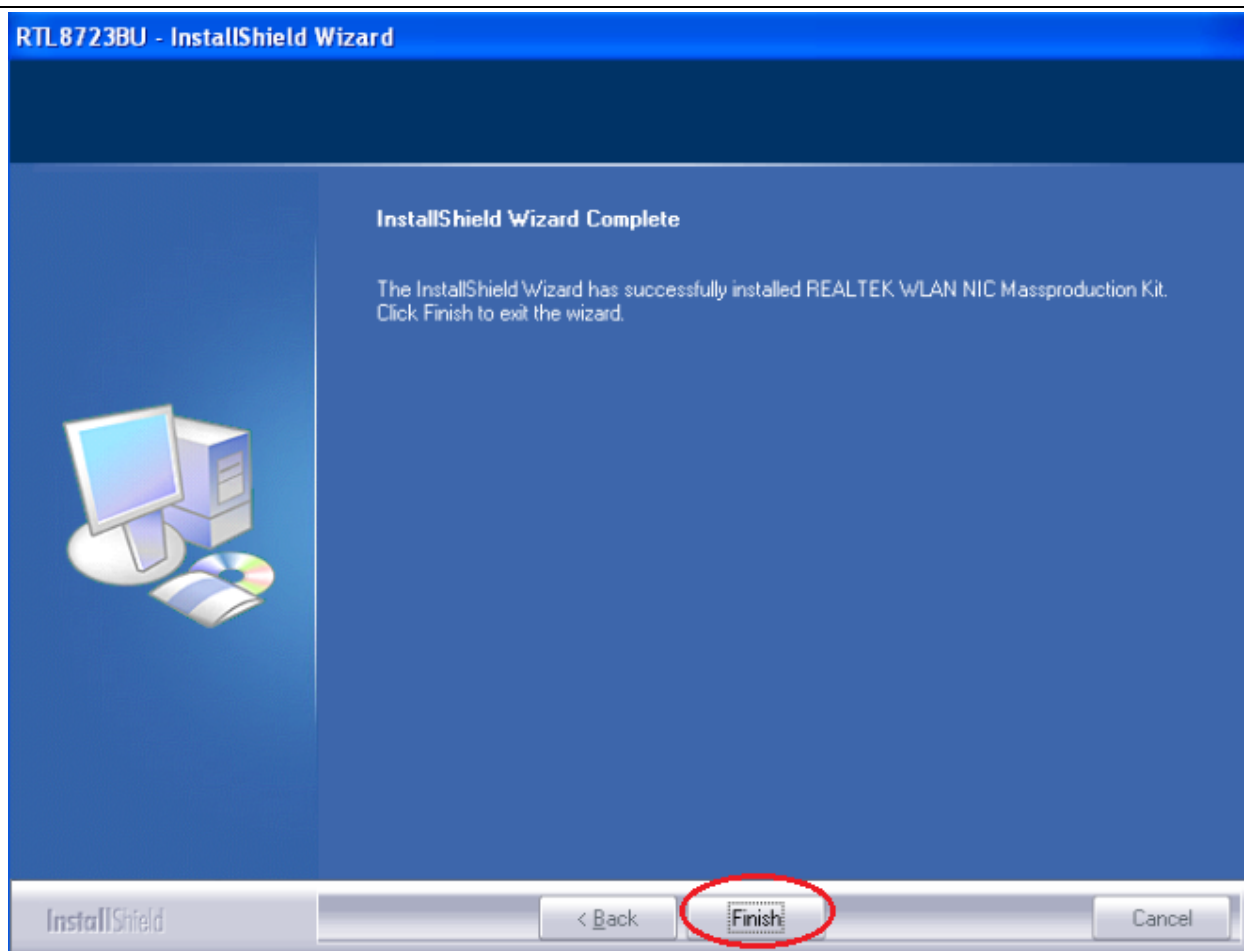 RTL8723BU - InstallShield Wizard
InstallShield Wizard Complete
The InstallShield Wizard has successfully installed REALTEK WLAN NIC Massproduction Kit.
Click Finish to exit the wizard.
InstallShield
< Back
Finish
Cancel